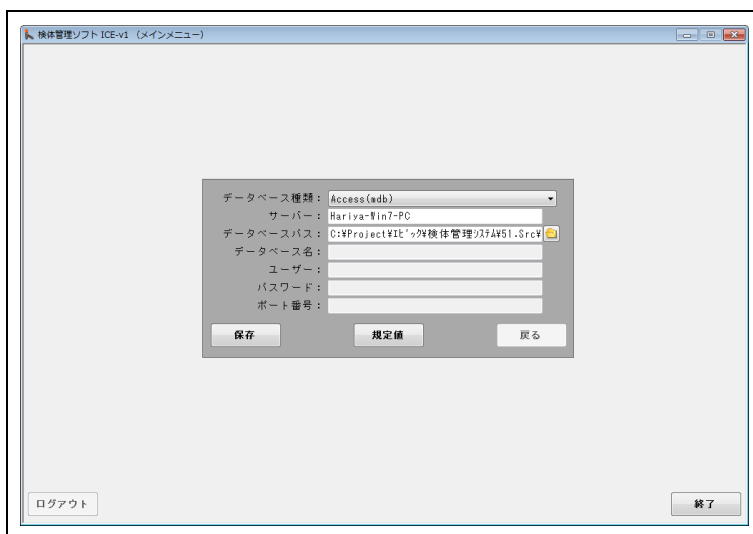 検体管理ソフト ICE-v1 （メインメニュー）
データベース種類： Access(mdb)
サーバー： Hariya-Win7-PC
データベースパス： C:¥Project¥Iﾋﾞｯｸ¥検体管理ｼｽﾃﾑ¥51.Src¥
データベース名：
ユーザー：
パスワード：
ポート番号：
保存 規定値 戻る
ログアウト 終了